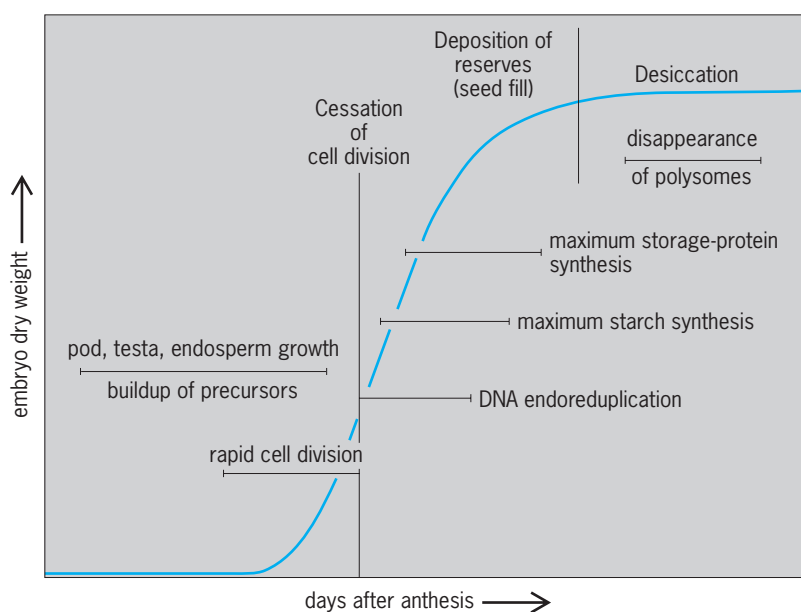 Deposition of
reserves
(seed fill)
Desiccation
Cessation
of
cell division
disappearance
of polysomes
maximum storage-protein
synthesis
maximum starch synthesis
pod, testa, endosperm growth
buildup of precursors
DNA endoreduplication
rapid cell division
embryo dry weight
days after anthesis